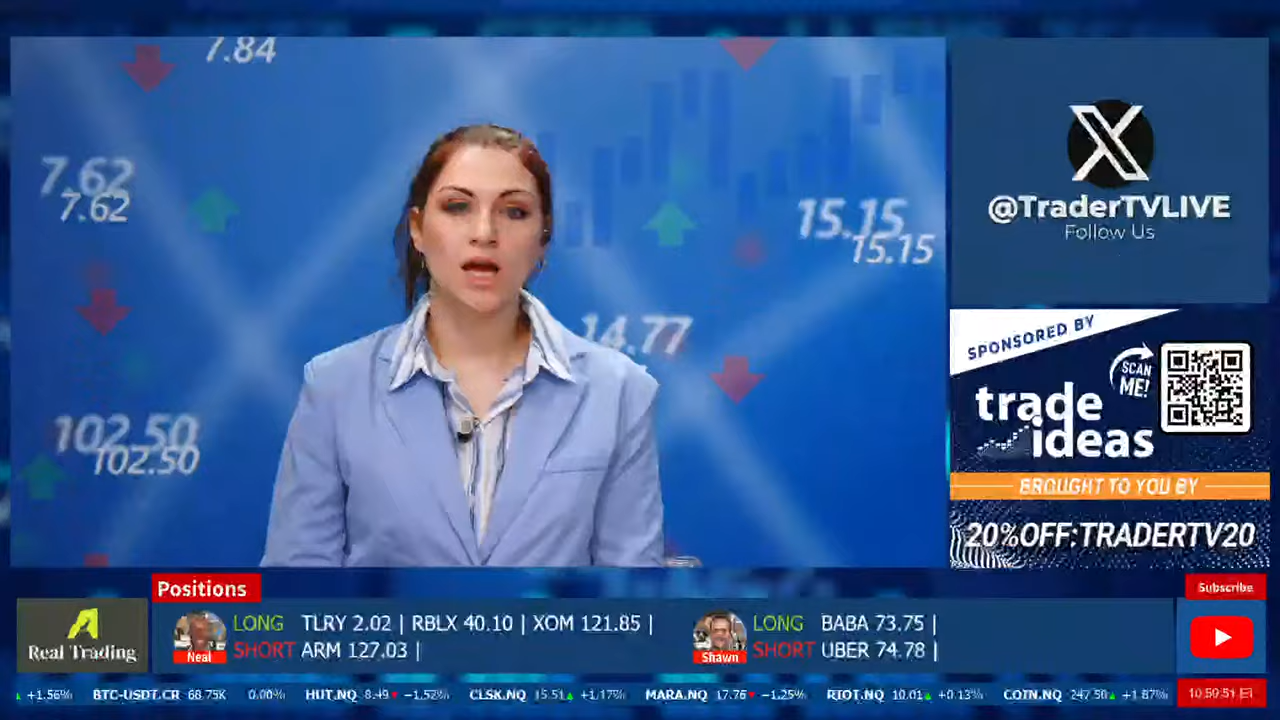 7.84
7.62
7.62
15.15
15.15
14.77
102.50
102.50
@TraderTVLIVE
Follow Us
SPONSORED BY
SCAN
ME!
trade
ideas
BROUGHT TO YOU BY
20%OFF:TRADERTV20
Positions
Subscribe
Real Trading
Neal
LONG TLRY 2.02 | RBLX 40.10 | XOM 121.85 |
SHORT ARM 127.03 |
Shawn
LONG BABA 73.75 |
SHORT UBER 74.78 |
+1.56% BTC-USDT.CR 68.75K 0.00% HUT.NQ 8.49 -1.52% CLSK.NQ 15.51 +1.17% MARA.NQ 17.76 -1.25% RIOT.NQ 10.01 +0.13% COIN.NQ +1.87%